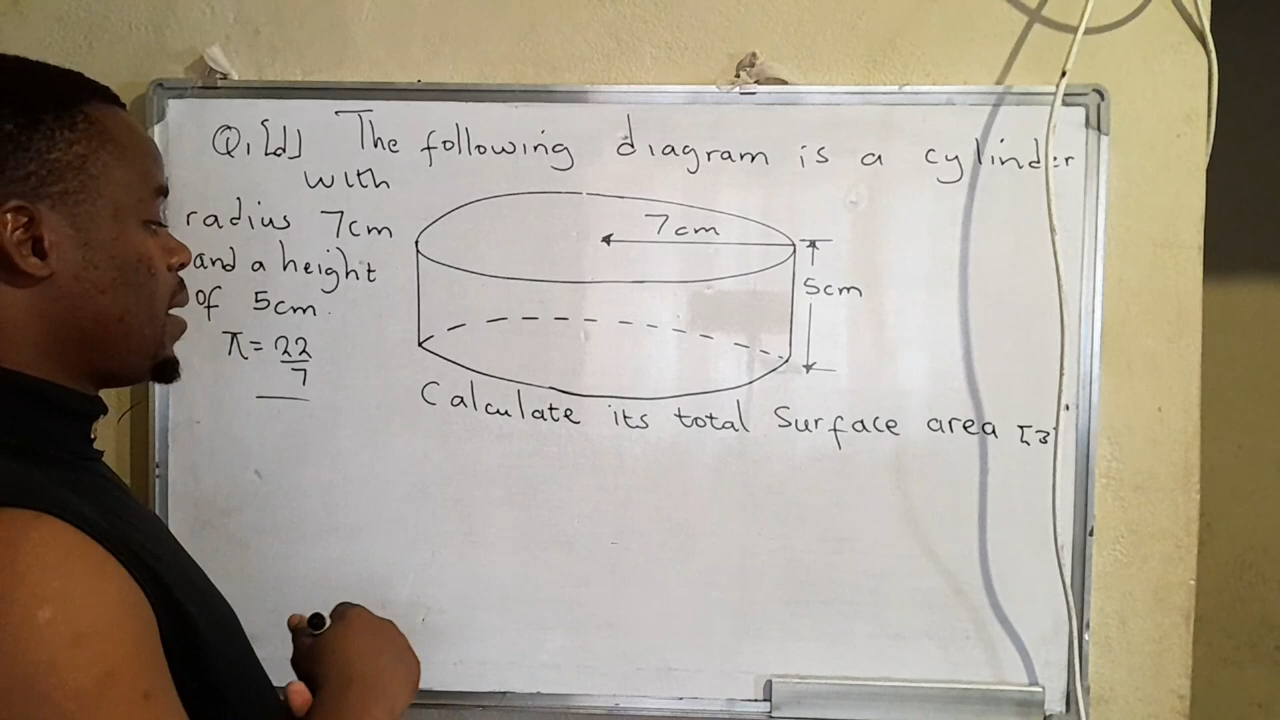 Q1[d] The following diagram is a cylinder
with
radius 7cm
and a height
of 5cm.
π = 22/7
7cm
5cm
Calculate its total Surface area [3